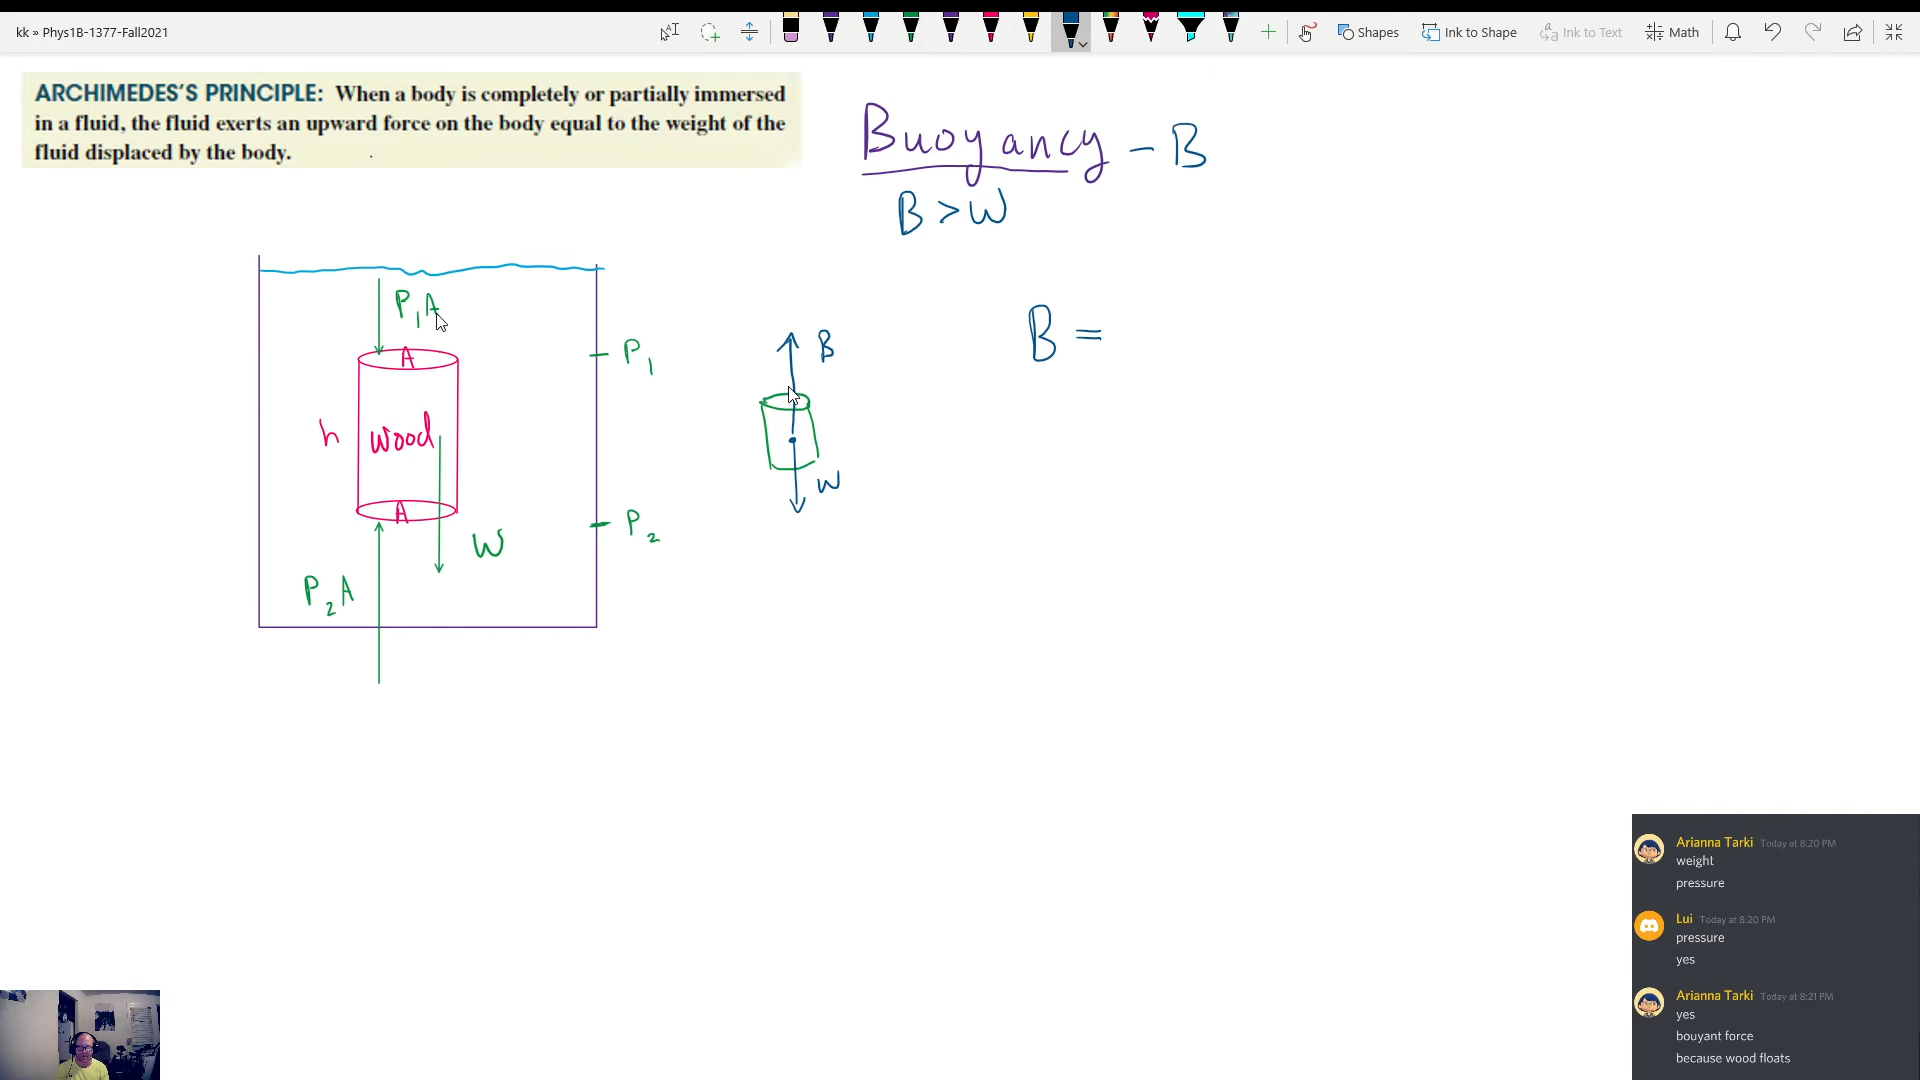 kk » Phys1B-1377-Fall2021
Shapes
Ink to Shape
Ink to Text
Math
ARCHIMEDES'S PRINCIPLE: When a body is completely or partially immersed
in a fluid, the fluid exerts an upward force on the body equal to the weight of the
fluid displaced by the body.
Buoyancy - B
B > W
P₁A
A
P₁
B
B =
h
wood
W
A
P₂
W
P₂A
Arianna Tarki Today at 8:20 PM
weight
pressure
Lui Today at 8:20 PM
pressure
yes
Arianna Tarki Today at 8:21 PM
yes
bouyant force
because wood floats